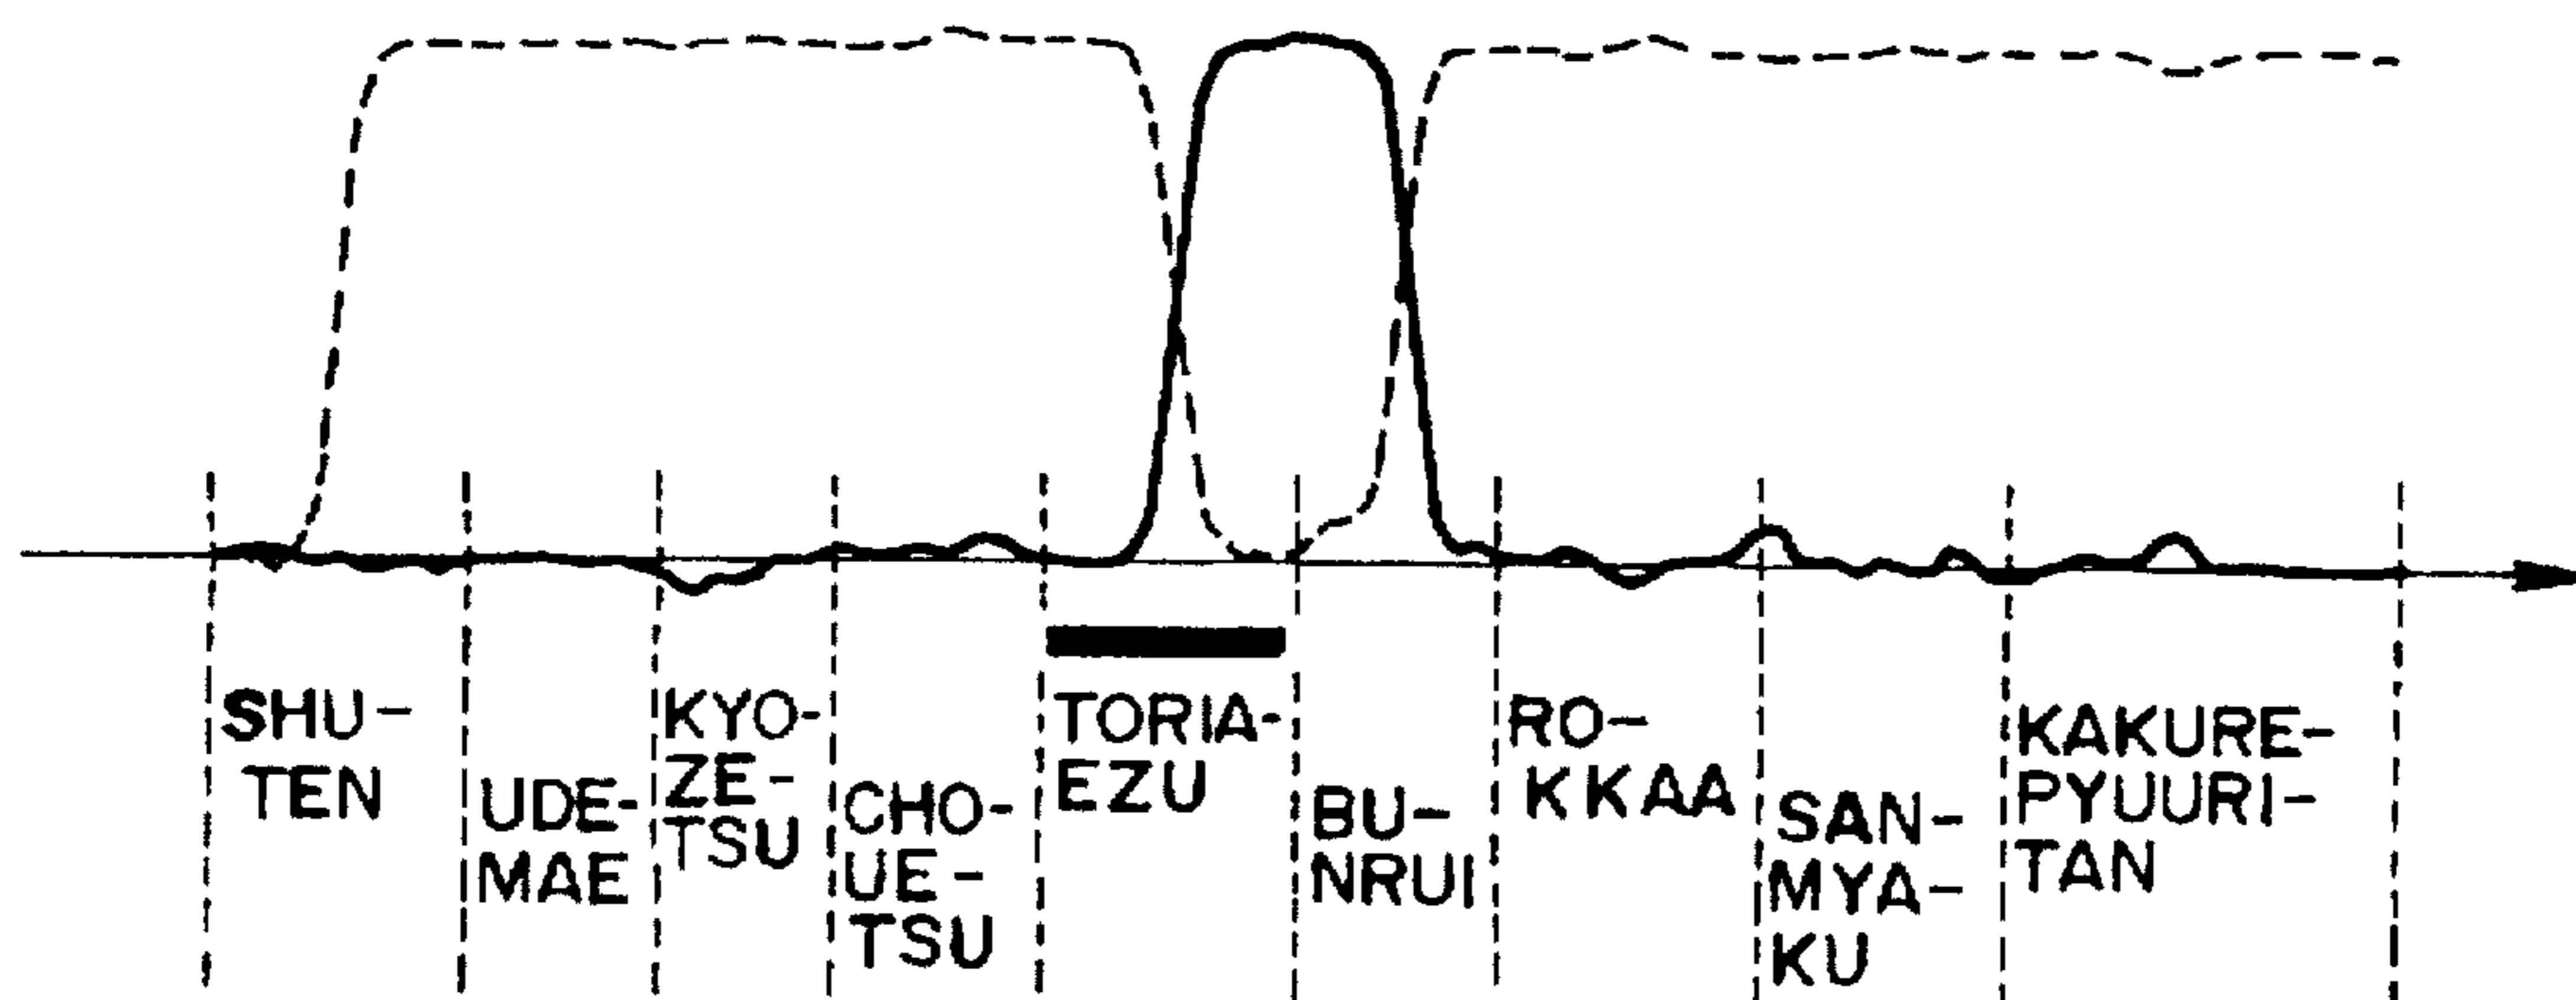 SHU-
TEN
UDE-
MAE
KYO-
ZE-
TSU
CHO-
UE-
TSU
TORIA-
EZU
BU-
NRUI
RO-
KKAA
SAN-
MYA-
KU
KAKURE-
PYUURI-
TAN